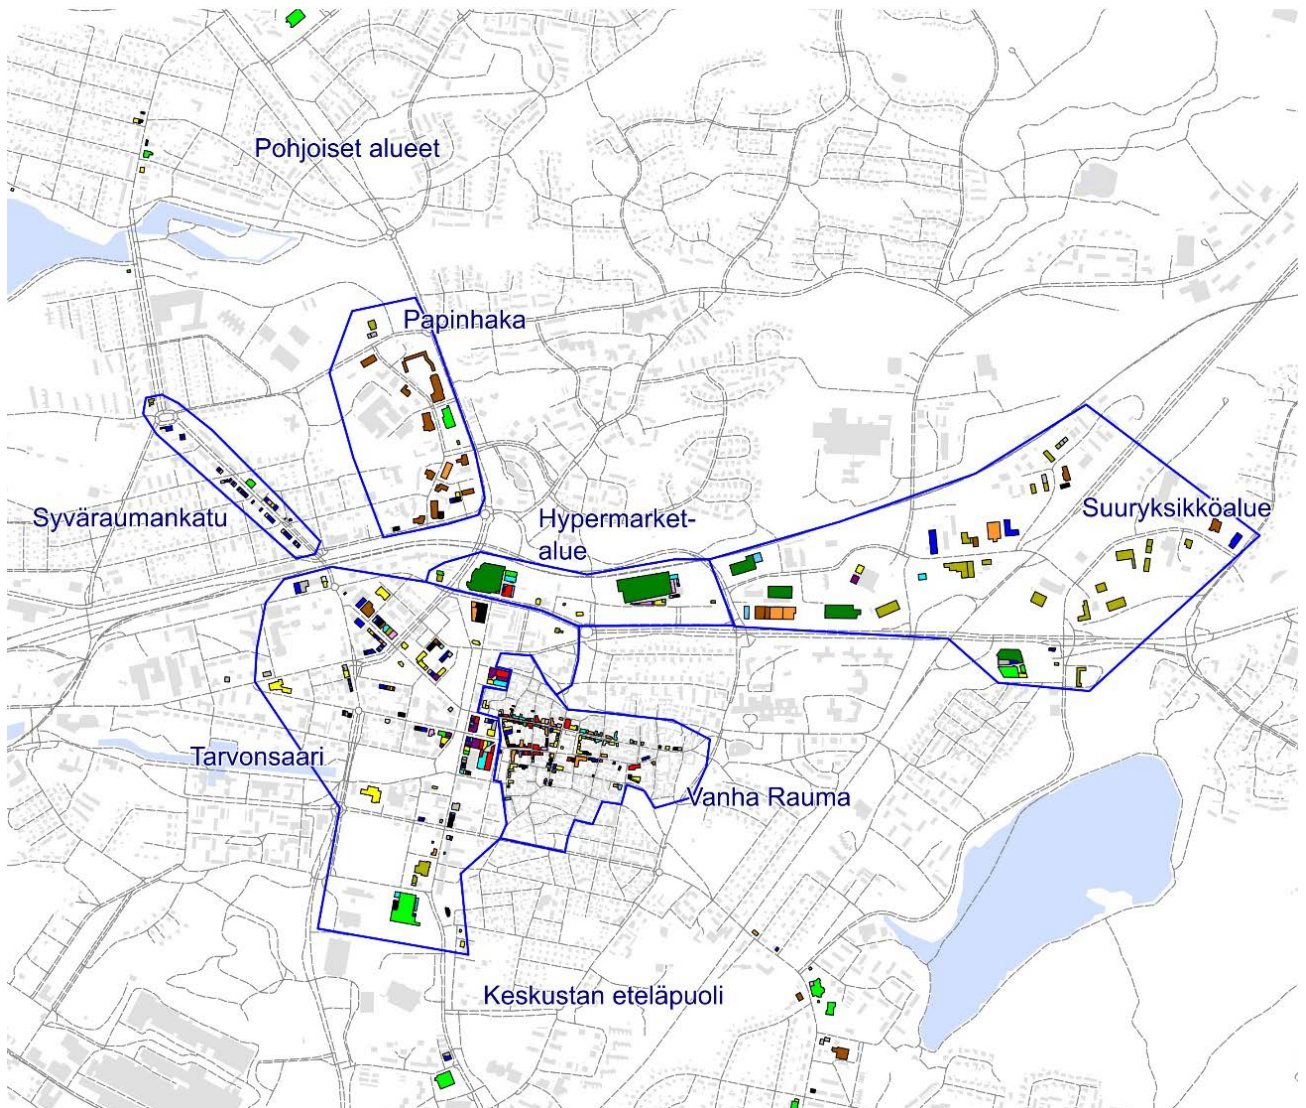 Pohjoiset alueet
Papinhaka
Syväraumankatu
Hypermarket-
alue
Suuryksikköalue
Tarvonsaari
Vanha Rauma
Keskustan eteläpuoli